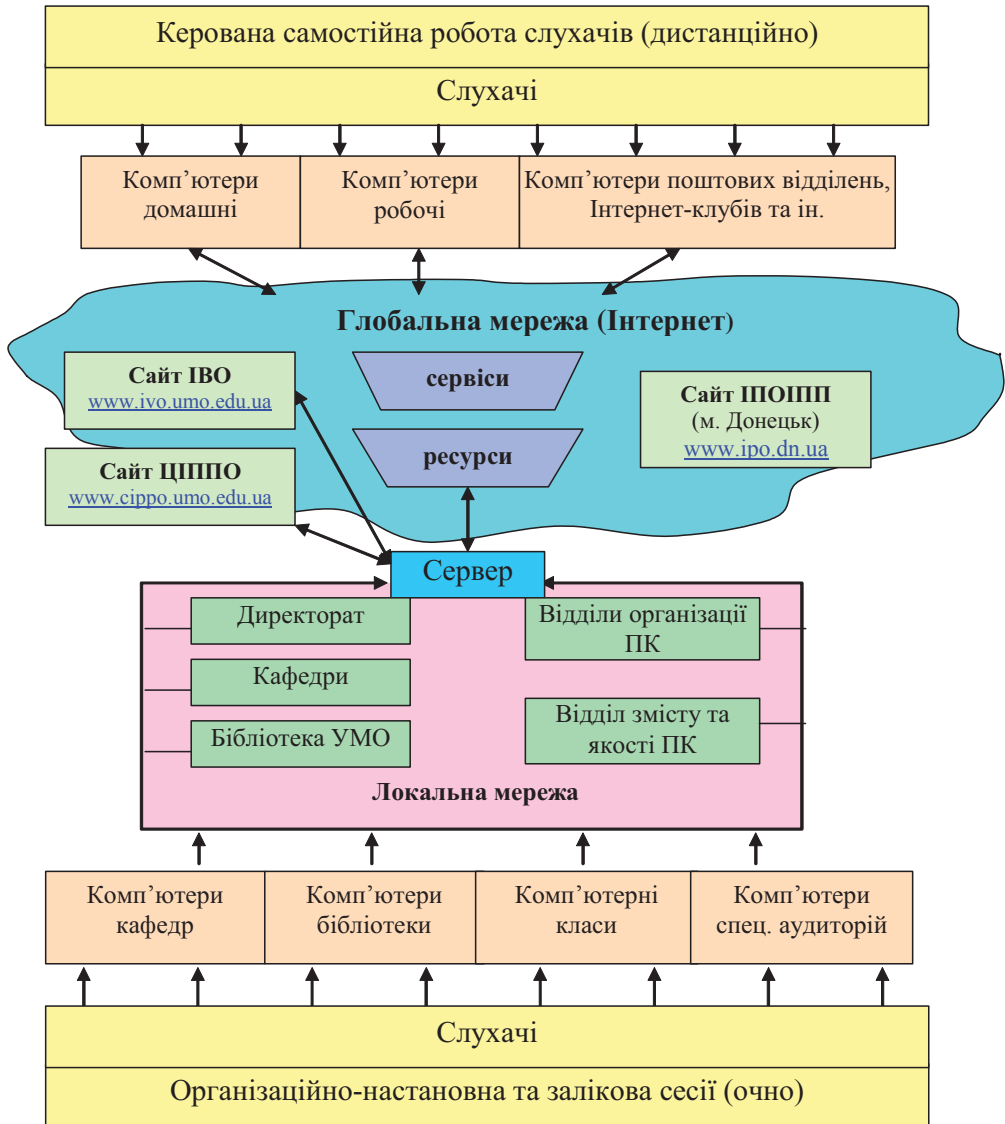 Керована самостійна робота слухачів (дистанційно)
Слухачі
Комп’ютери
домашні
Комп’ютери
робочі
Комп’ютери поштових відділень,
Інтернет-клубів та ін.
Глобальна мережа (Інтернет)
Сайт ІВО
www.ivo.umo.edu.ua
сервіси
Сайт ІПОІПП
(м. Донецьк)
www.ipo.dn.ua
ресурси
Сайт ЦІППО
www.cippo.umo.edu.ua
Сервер
Директорат
Кафедри
Бібліотека УМО
Відділи організації
ПК
Відділ змісту та
якості ПК
Локальна мережа
Комп’ютери
кафедр
Комп’ютери
бібліотеки
Комп’ютерні
класи
Комп’ютери
спец. аудиторій
Слухачі
Організаційно-настановна та залікова сесії (очно)